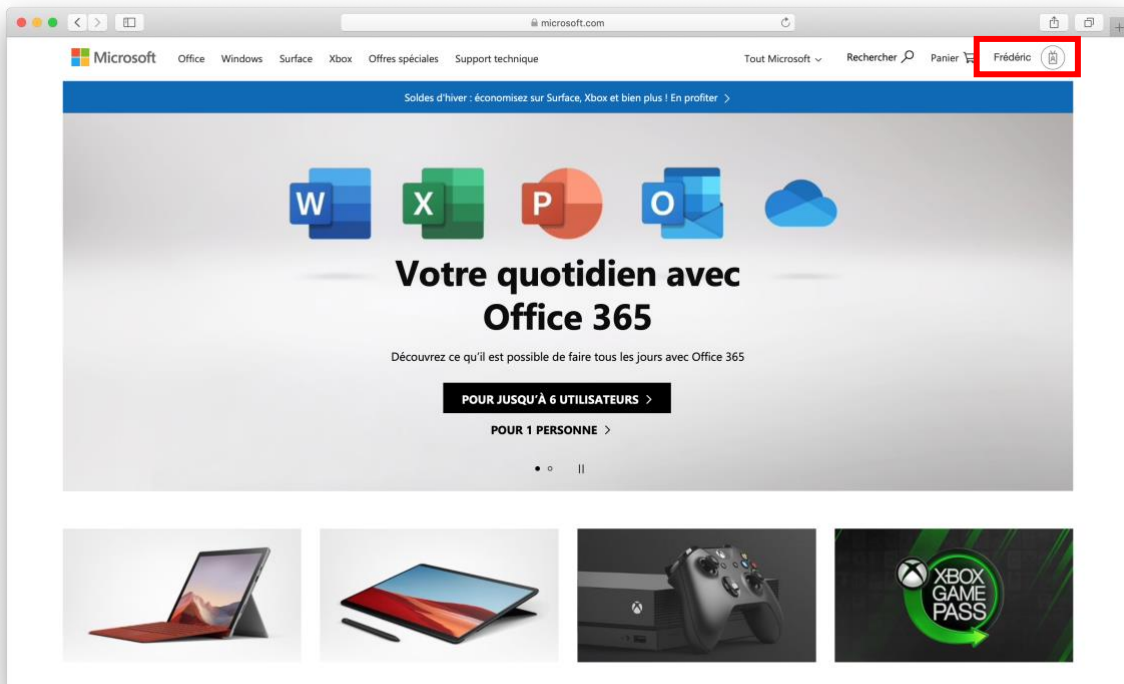 microsoft.com
Microsoft Office Windows Surface Xbox Offres spéciales Support technique Tout Microsoft Rechercher Panier Frédéric
Soldes d'hiver : économisez sur Surface, Xbox et bien plus ! En profiter
W X P O
Votre quotidien avec
Office 365
Découvrez ce qu'il est possible de faire tous les jours avec Office 365
POUR JUSQU'À 6 UTILISATEURS
POUR 1 PERSONNE
XBOX
GAME
PASS